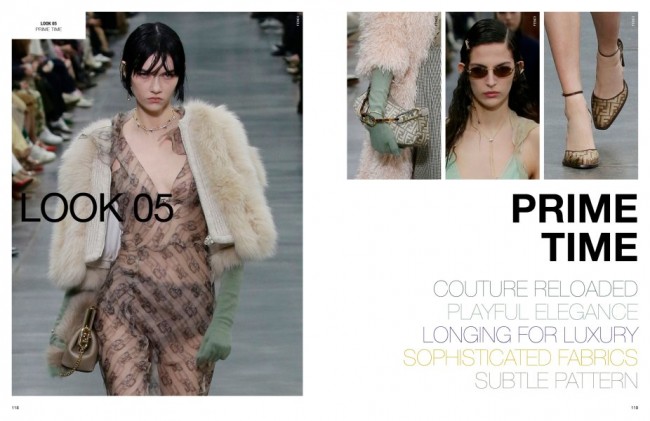 LOOK 05
PRIME TIME
LOOK 05
PRIME
TIME
COUTURE RELOADED
PLAYFUL ELEGANCE
LONGING FOR LUXURY
SOPHISTICATED FABRICS
SUBTLE PATTERN
118